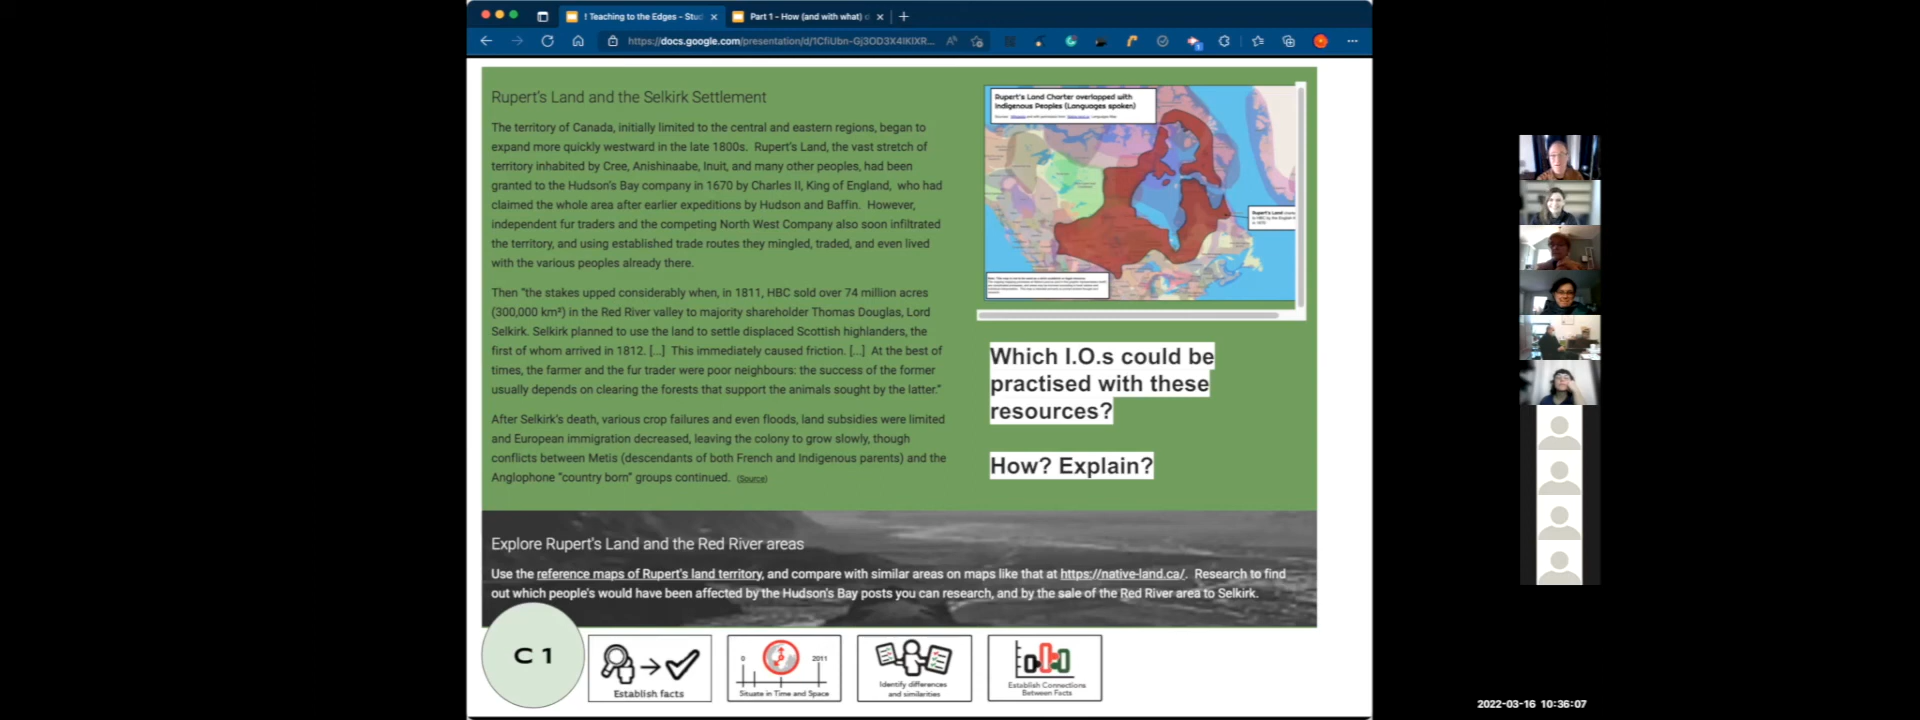 ! Teaching to the Edges - Stu
Part 1 - How (and with what)
https://docs.google.com/presentation/d/1CfiUbn-Gj3OD3X4IKIXR...
Rupert's Land and the Selkirk Settlement
The territory of Canada, initially limited to the central and eastern regions, began to
expand more quickly westward in the late 1800s. Rupert's Land, the vast stretch of
territory inhabited by Cree, Anishinaabe, Inuit, and many other peoples, had been
granted to the Hudson's Bay company in 1670 by Charles II, King of England, who had
claimed the whole area after earlier expeditions by Hudson and Baffin. However,
independent fur traders and the competing North West Company also soon infiltrated
the territory, and using established trade routes they mingled, traded, and even lived
with the various peoples already there.
Then "the stakes upped considerably when, in 1811, HBC sold over 74 million acres
(300,000 km²) in the Red River valley to majority shareholder Thomas Douglas, Lord
Selkirk. Selkirk planned to use the land to settle displaced Scottish highlanders, the
first of whom arrived in 1812. [...] This immediately caused friction. [...] At the best of
times, the farmer and the fur trader were poor neighbours: the success of the former
usually depends on clearing the forests that support the animals sought by the latter."
After Selkirk's death, various crop failures and even floods, land subsidies were limited
and European immigration decreased, leaving the colony to grow slowly, though
conflicts between Metis (descendants of both French and Indigenous parents) and the
Anglophone "country born" groups continued. (Source)
Rupert's Land Charter overlapped with
Indigenous Peoples (Languages spoken)
Rupert's Land
Which I.O.s could be
practised with these
resources?
How? Explain?
Explore Rupert's Land and the Red River areas
Use the reference maps of Rupert's land territory, and compare with similar areas on maps like that at https://native-land.ca/. Research to find
out which people's would have been affected by the Hudson's Bay posts you can research, and by the sale of the Red River area to Selkirk.
C 1
Establish facts
0
2011
Situate in Time and Space
Identify differences
and similarities
Establish Connections
Between Facts
2022-03-16 10:36:07